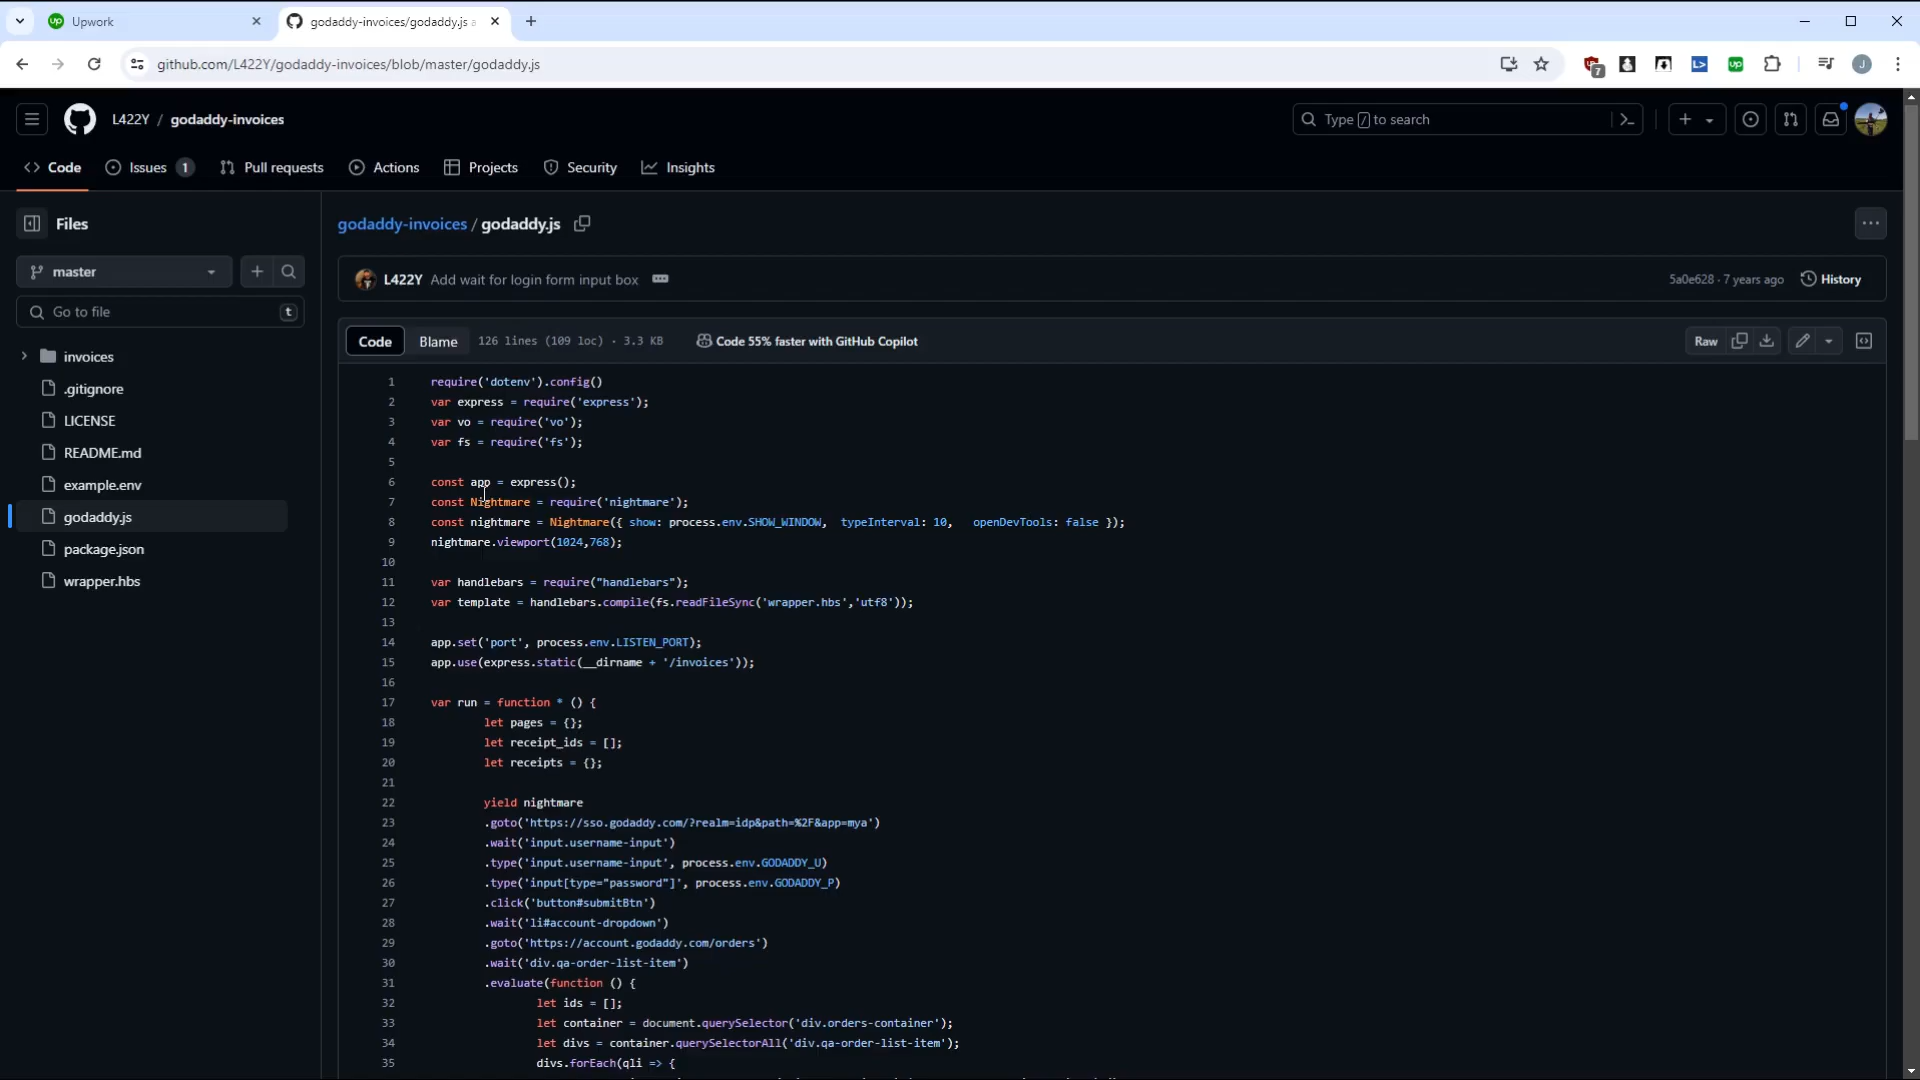 Upwork
godaddy-invoices/godaddy.js a
github.com/L422Y/godaddy-invoices/blob/master/godaddy.js
7
L>
up
J
L422Y / godaddy-invoices
Type / to search
Code
Issues 1
Pull requests
Actions
Projects
Security
Insights
Files
master
Go to file t
invoices
.gitignore
LICENSE
README.md
example.env
godaddy.js
package.json
wrapper.hbs
godaddy-invoices / godaddy.js
L422Y Add wait for login form input box
5a0e628 · 7 years ago History
Code Blame 126 lines (109 loc) · 3.3 KB Code 55% faster with GitHub Copilot
Raw
1 require('dotenv').config()
2 var express = require('express');
3 var vo = require('vo');
4 var fs = require('fs');
5
6 const app = express();
7 const Nightmare = require('nightmare');
8 const nightmare = Nightmare({ show: process.env.SHOW_WINDOW,  typeInterval: 10,   openDevTools: false });
9 nightmare.viewport(1024,768);
10
11 var handlebars = require("handlebars");
12 var template = handlebars.compile(fs.readFileSync('wrapper.hbs','utf8'));
13
14 app.set('port', process.env.LISTEN_PORT);
15 app.use(express.static(__dirname + '/invoices'));
16
17 var run = function * () {
18 let pages = {};
19 let receipt_ids = [];
20 let receipts = {};
21
22 yield nightmare
23 .goto('https://sso.godaddy.com/?realm=idp&path=%2F&app=mya')
24 .wait('input.username-input')
25 .type('input.username-input', process.env.GODADDY_U)
26 .type('input[type="password"]', process.env.GODADDY_P)
27 .click('button#submitBtn')
28 .wait('li#account-dropdown')
29 .goto('https://account.godaddy.com/orders')
30 .wait('div.qa-order-list-item')
31 .evaluate(function () {
32 let ids = [];
33 let container = document.querySelector('div.orders-container');
34 let divs = container.querySelectorAll('div.qa-order-list-item');
35 divs.forEach(qli => {